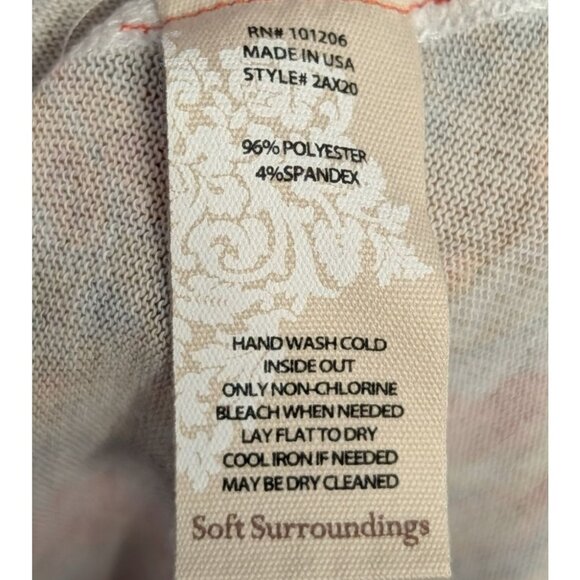 RN# 101206
MADE IN USA
STYLE# 2AX20
96% POLYESTER
4%SPANDEX
HAND WASH COLD
INSIDE OUT
ONLY NON-CHLORINE
BLEACH WHEN NEEDED
LAY FLAT TO DRY
COOL IRON IF NEEDED
MAY BE DRY CLEANED
Soft Surroundings